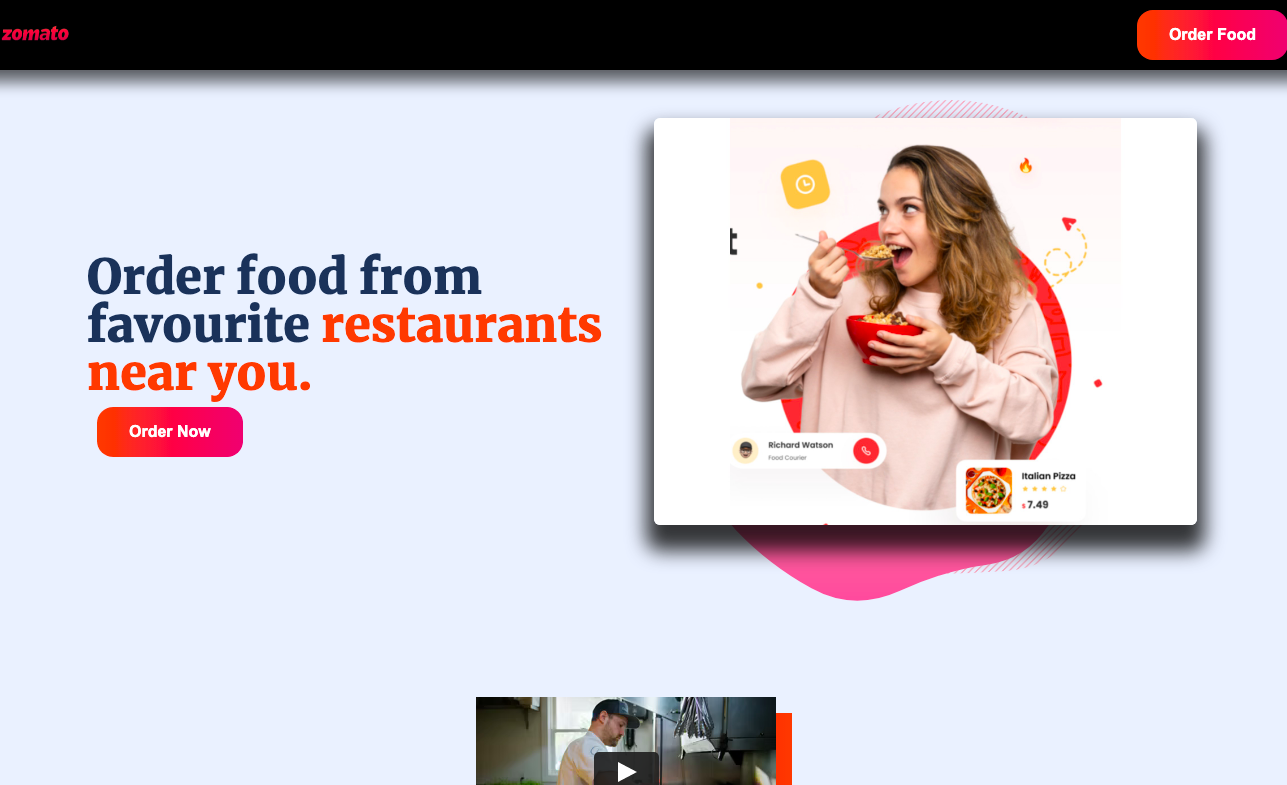 zomato
Order Food
Order food from
favourite restaurants
near you.
Order Now
t
Richard Watson
Food Courier
Italian Pizza
$ 7.49